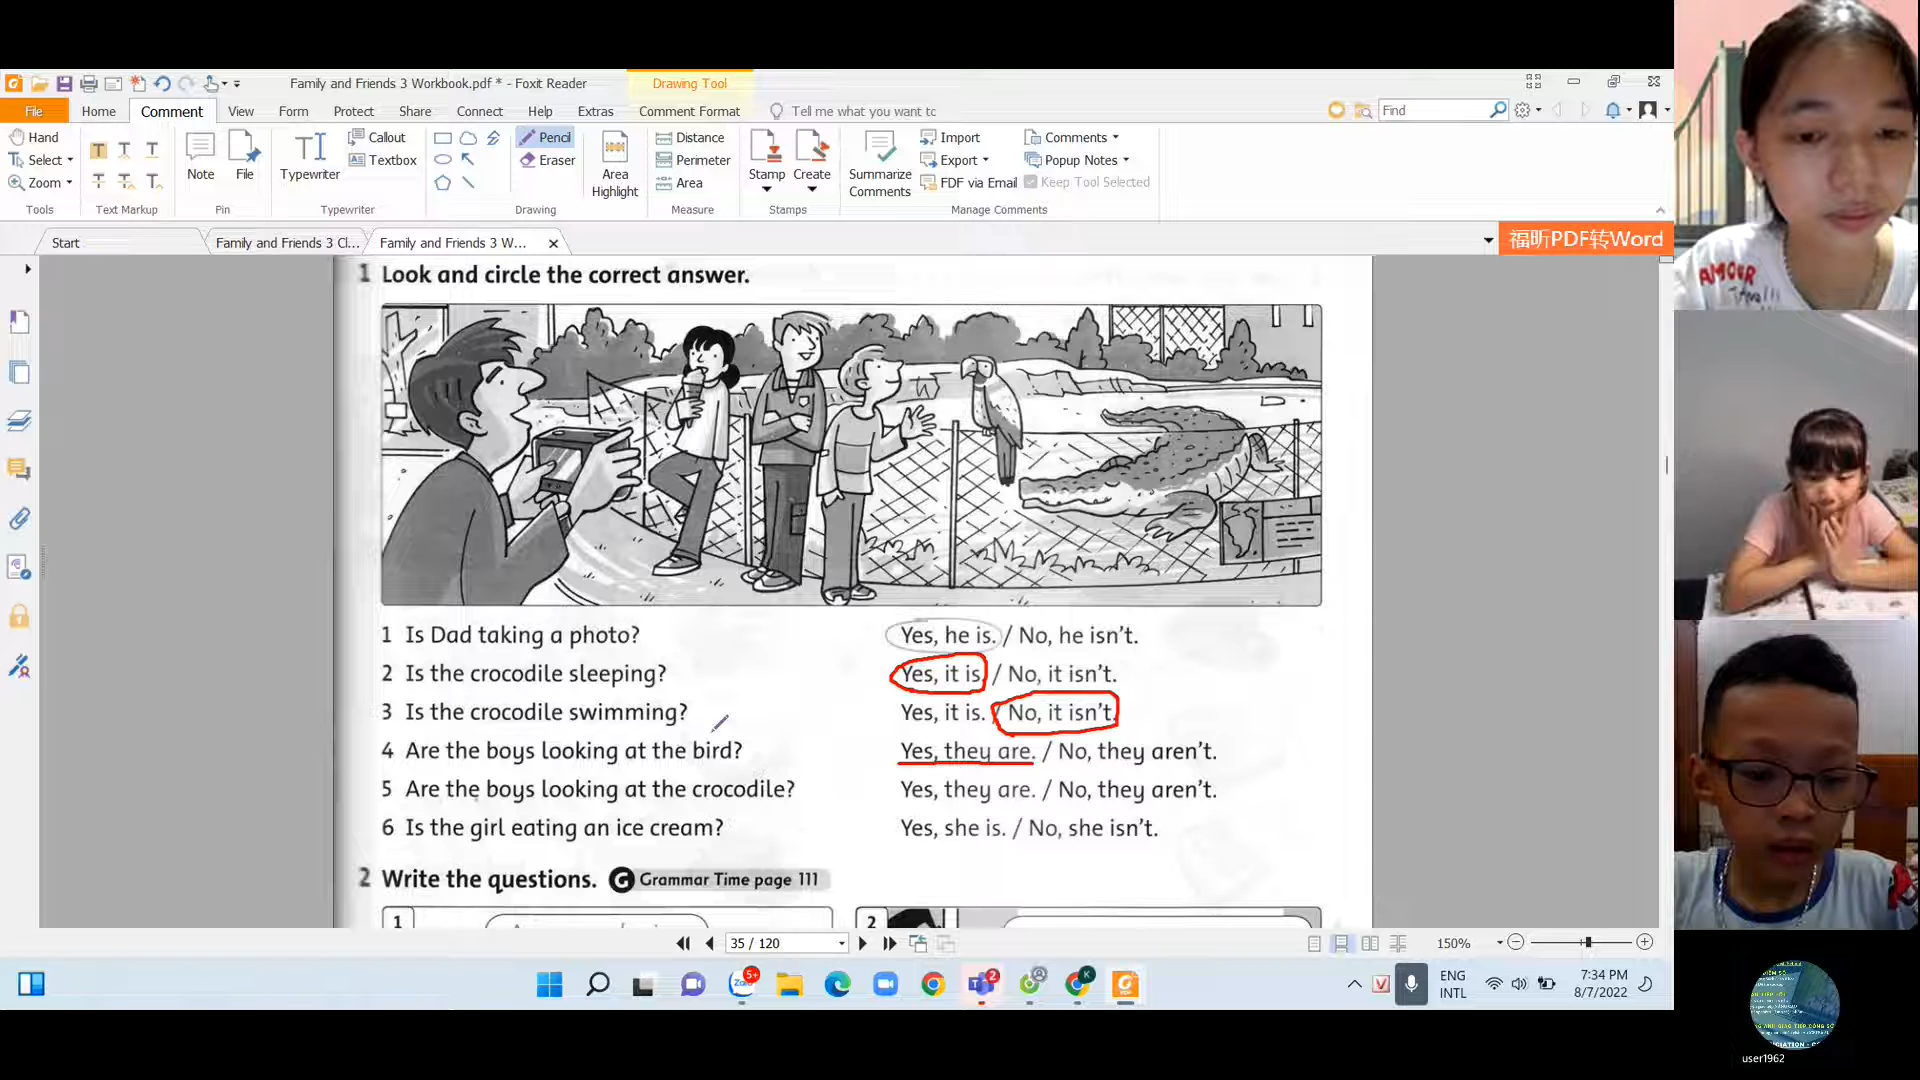 Family and Friends 3 Workbook.pdf * - Foxit Reader
Drawing Tool
File Home Comment View Form Protect Share Connect Help Extras Comment Format Tell me what you want to
Find
Hand
Select
Zoom
Tools
Text Markup
Note
File
Pin
Typewriter
Callout
Textbox
Typewriter
Pencil
Eraser
Drawing
Area
Highlight
Distance
Perimeter
Area
Measure
Stamp
Create
Stamps
Summarize
Comments
Import
Export
FDF via Email
Comments
Popup Notes
Keep Tool Selected
Manage Comments
Start
Family and Friends 3 Cl...
Family and Friends 3 W...
福昕PDF转Word
1 Look and circle the correct answer.
1 Is Dad taking a photo? Yes, he is. / No, he isn't.
2 Is the crocodile sleeping? Yes, it is. / No, it isn't.
3 Is the crocodile swimming? Yes, it is. / No, it isn't.
4 Are the boys looking at the bird? Yes, they are. / No, they aren't.
5 Are the boys looking at the crocodile? Yes, they are. / No, they aren't.
6 Is the girl eating an ice cream? Yes, she is. / No, she isn't.
2 Write the questions. G Grammar Time page 111
1
2
35 / 120
150%
Zalo
5+
2
K
ENG
INTL
7:34 PM
8/7/2022
AMOUR
user1962